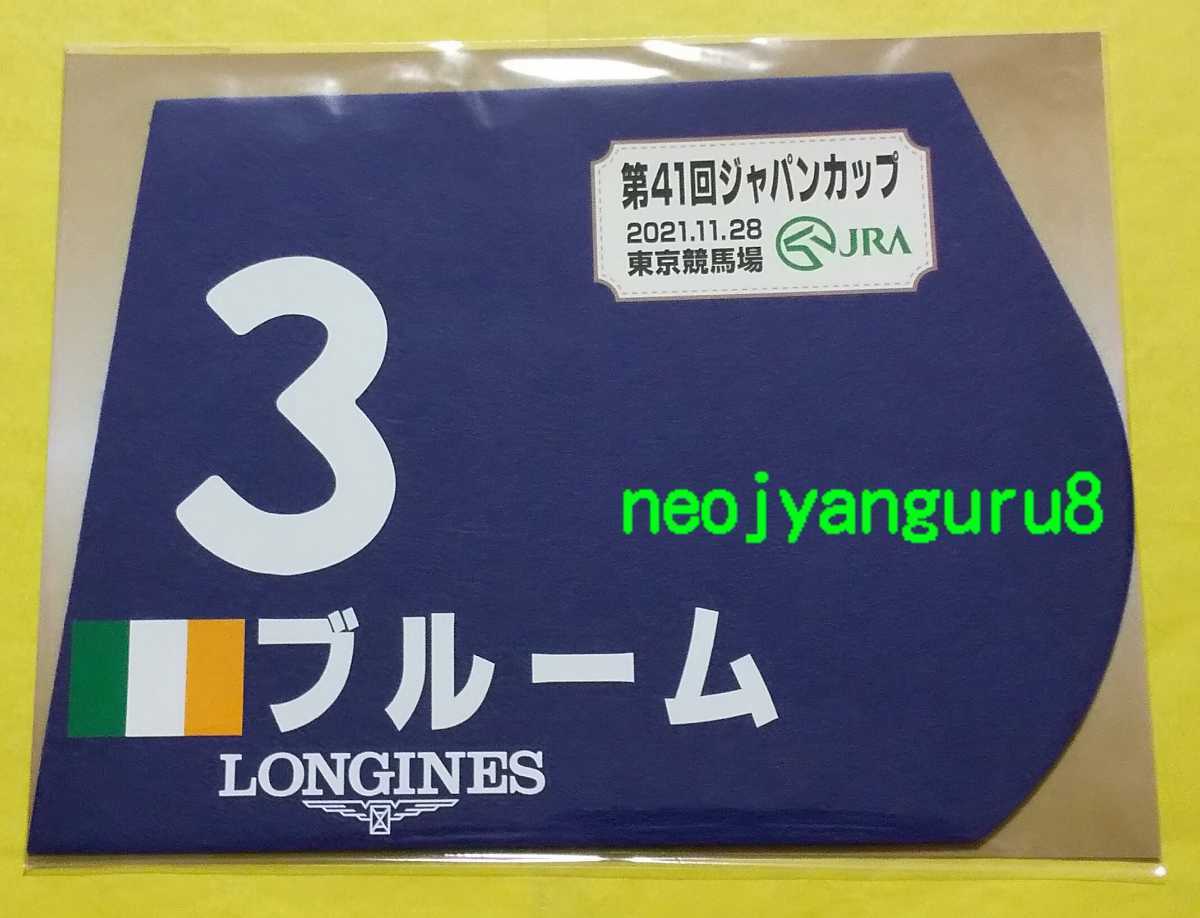 第41回ジャパンカップ
2021.11.28
東京競馬場
JRA
3
neojyanguru8
ブルーム
LONGINES